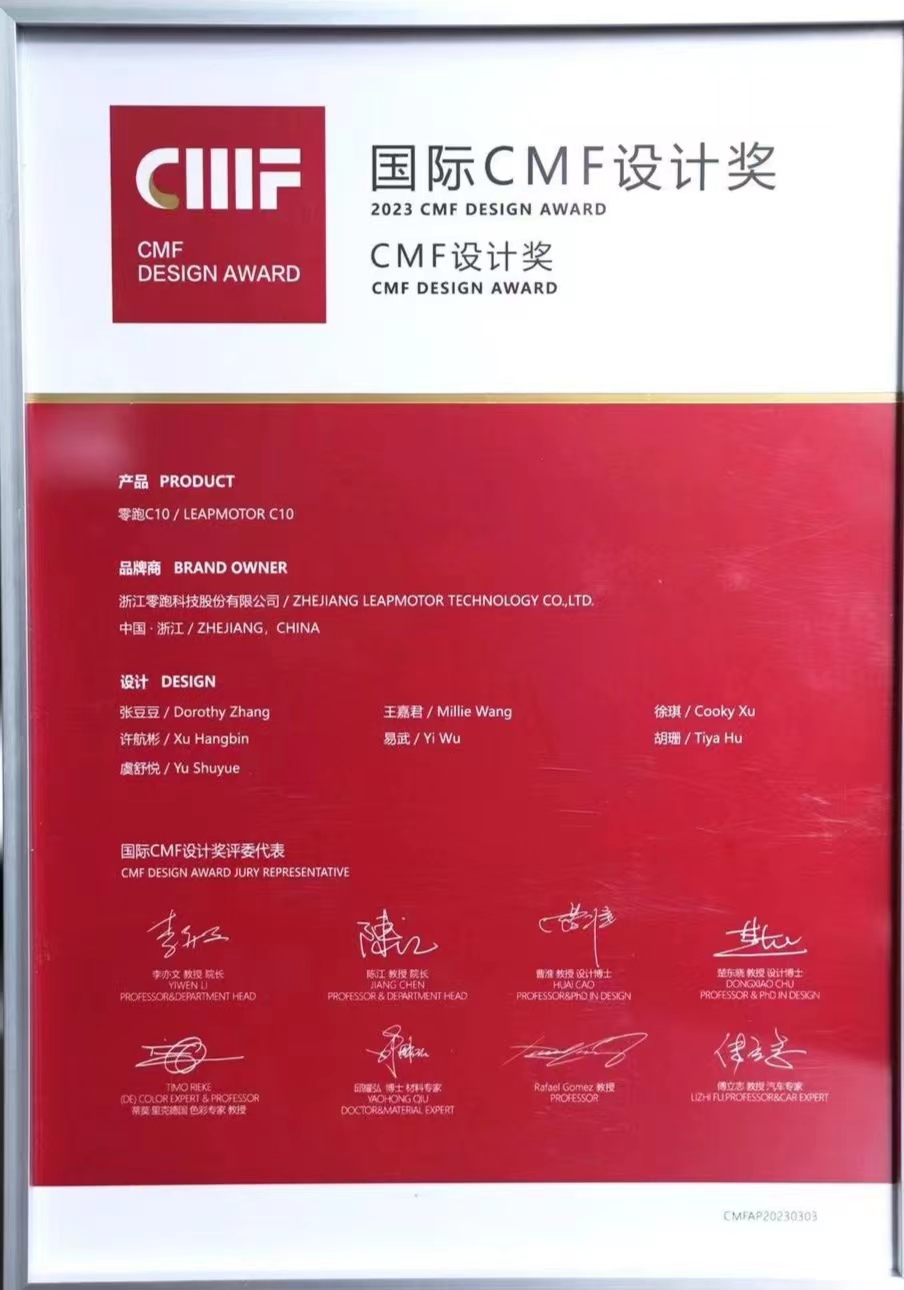 CMF
CMF
DESIGN AWARD
国际CMF设计奖
2023 CMF DESIGN AWARD
CMF设计奖
CMF DESIGN AWARD
产品 PRODUCT
零跑C10 / LEAPMOTOR C10
品牌商 BRAND OWNER
浙江零跑科技股份有限公司 / ZHEJIANG LEAPMOTOR TECHNOLOGY CO.,LTD.
中国 · 浙江 / ZHEJIANG, CHINA
设计 DESIGN
张豆豆 / Dorothy Zhang 王嘉君 / Millie Wang 徐琪 / Cooky Xu
许航彬 / Xu Hangbin 易武 / Yi Wu 胡珊 / Tiya Hu
虞舒悦 / Yu Shuyue
国际CMF设计奖评委代表
CMF DESIGN AWARD JURY REPRESENTATIVE
李亦文 教授 院长
YIWEN LI
PROFESSOR&DEPARTMENT HEAD
陈江 教授 院长
JIANG CHEN
PROFESSOR & DEPARTMENT HEAD
曹淮 教授 设计博士
HUAI CAO
PROFESSOR&PhD IN DESIGN
楚东晓 教授 设计博士
DONGXIAO CHU
PROFESSOR & PhD IN DESIGN
TIMO RIEKE
(DE) COLOR EXPERT & PROFESSOR
蒂莫·里克德国 色彩专家 教授
邱耀弘 博士 材料专家
YAOHONG QIU
DOCTOR&MATERIAL EXPERT
Rafael Gomez 教授
PROFESSOR
傅立志 教授 汽车专家
LIZHI FU.PROFESSOR&CAR EXPERT
CMFAP20230303